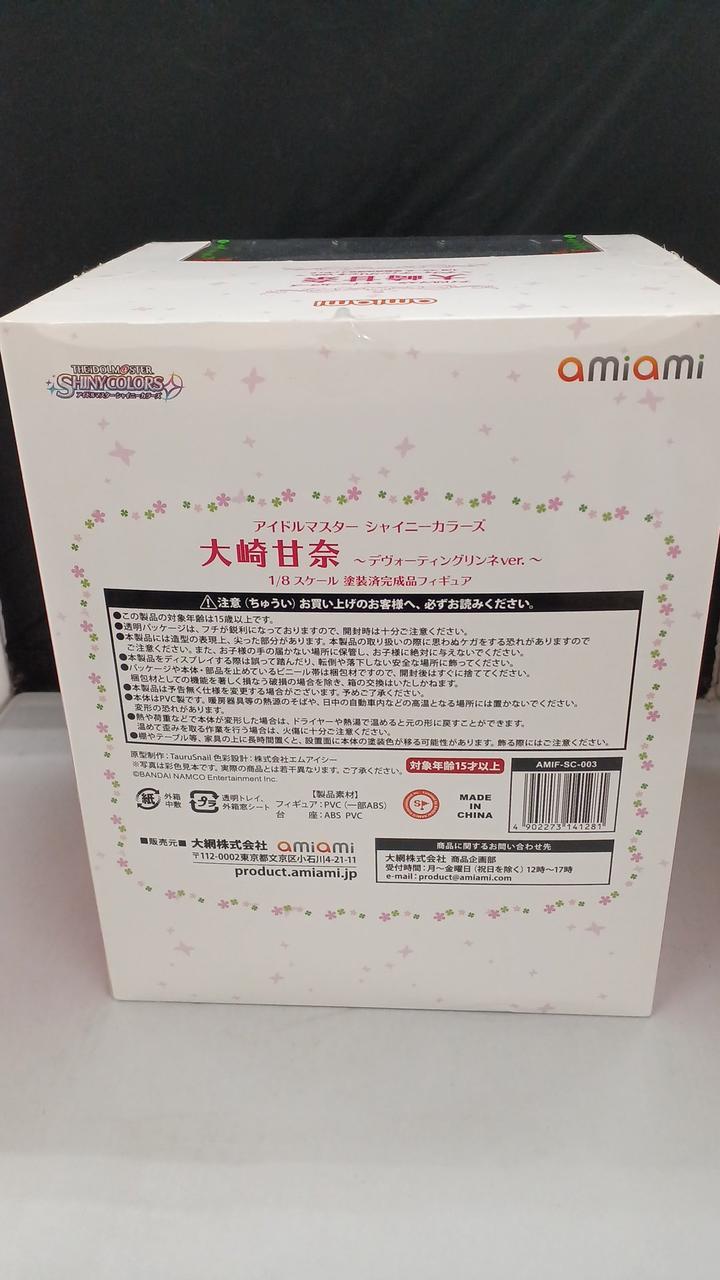 アイドルマスター シャイニーカラーズ
大崎甘奈
amiami
THE IDOLM@STER
SHINYCOLORS
アイドルマスターシャイニーカラーズ
amiami
アイドルマスター シャイニーカラーズ
大崎甘奈 ～デヴォーティングリンネver.～
1/8 スケール 塗装済完成品フィギュア
注意（ちゅうい）お買い上げのお客様へ、必ずお読みください。
●この製品の対象年齢は15歳以上です。
●透明パッケージは、フチが鋭利になっておりますので、開封時は十分ご注意ください。
●本製品には造型の表現上、尖った部分があります。本製品の取り扱いの際に思わぬケガをする恐れがありますので
ご注意ください。また、お子様の手の届かない場所に保管し、お子様に絶対に与えないでください。
●本製品をディスプレイする際は誤って踏んだり、転倒や落下しない安全な場所に飾ってください。
●パッケージや本体・部品を止めているビニール帯は梱包材ですので、開封後はすぐに捨ててください。
梱包材としての機能を著しく損なう破損の場合を除き、箱の交換はいたしかねます。
●本製品は予告無く仕様を変更する場合がございます。予めご了承ください。
●本体はPVC製です。暖房器具等の熱源のそばや、日中の自動車内などの高温となる場所には置かないでください。
変形の恐れがあります。
●熱や荷重などで本体が変形した場合は、ドライヤーや熱湯で温めると元の形に戻すことができます。
温めて歪みを取る作業を行う場合は、火傷に十分ご注意ください。
●棚やテーブル等、家具の上に長時間置くと、設置面に本体の塗装色が移る可能性があります。飾る際にはご注意ください。
原型制作：TauruSnail 色彩設計：株式会社エムアイシー
※写真は彩色見本です。実際の商品とは若干異なります。ご了承ください。
©BANDAI NAMCO Entertainment Inc.
対象年齢15才以上
AMIF-SC-003
4 902273 141281
紙
外箱
中敷
プラ
透明トレイ、
外箱窓シート
【製品素材】
フィギュア：PVC（一部ABS）
台 座：ABS PVC
MADE
IN
CHINA
■販売元■ 大網株式会社 amiami
〒112-0002東京都文京区小石川4-21-11
product.amiami.jp
商品に関するお問い合わせ先
大網株式会社 商品企画部
受付時間：月～金曜日（祝日を除く）12時～17時
e-mail：product@amiami.com